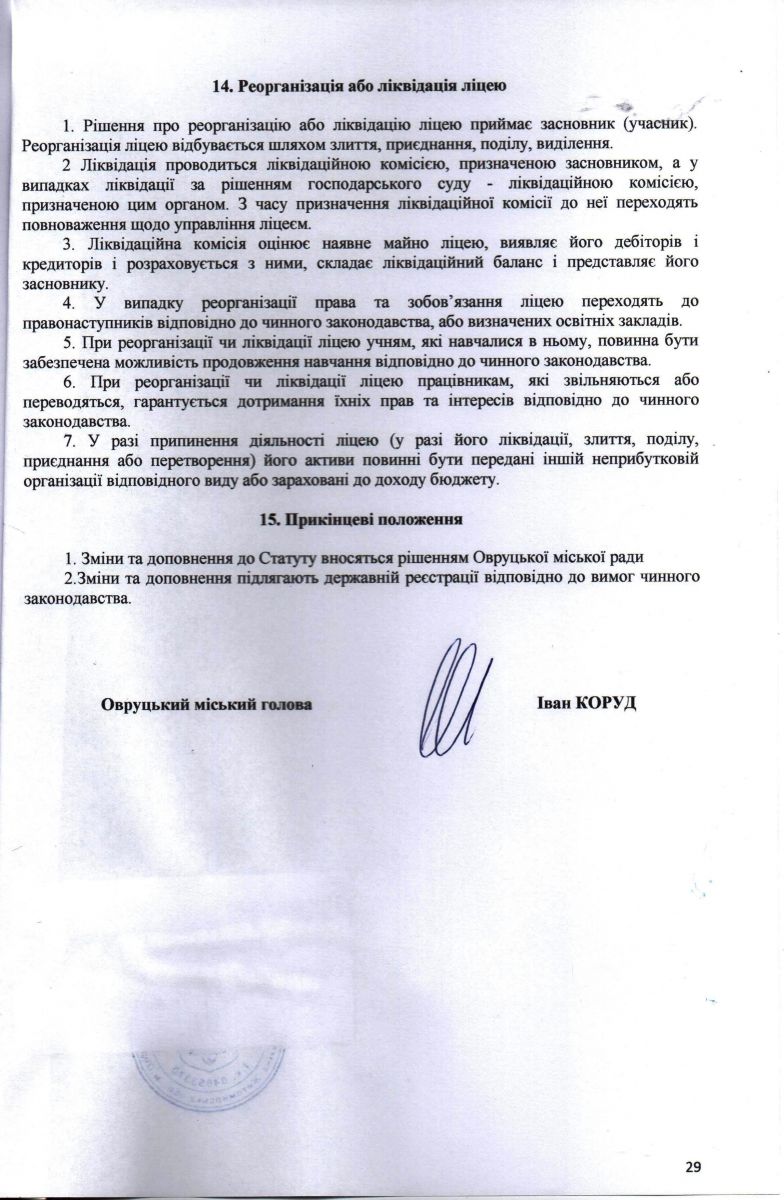 14. Реорганізація або ліквідація ліцею
1. Рішення про реорганізацію або ліквідацію ліцею приймає засновник (учасник).
Реорганізація ліцею відбувається шляхом злиття, приєднання, поділу, виділення.
2 Ліквідація проводиться ліквідаційною комісією, призначеною засновником, а у
випадках ліквідації за рішенням господарського суду - ліквідаційною комісією,
призначеною цим органом. З часу призначення ліквідаційної комісії до неї переходять
повноваження щодо управління ліцеєм.
3. Ліквідаційна комісія оцінює наявне майно ліцею, виявляє його дебіторів і
кредиторів і розраховується з ними, складає ліквідаційний баланс і представляє його
засновнику.
4. У випадку реорганізації права та зобов’язання ліцею переходять до
правонаступників відповідно до чинного законодавства, або визначених освітніх закладів.
5. При реорганізації чи ліквідації ліцею учням, які навчалися в ньому, повинна бути
забезпечена можливість продовження навчання відповідно до чинного законодавства.
6. При реорганізації чи ліквідації ліцею працівникам, які звільняються або
переводяться, гарантується дотримання їхніх прав та інтересів відповідно до чинного
законодавства.
7. У разі припинення діяльності ліцею (у разі його ліквідації, злиття, поділу,
приєднання або перетворення) його активи повинні бути передані іншій неприбутковій
організації відповідного виду або зараховані до доходу бюджету.
15. Прикінцеві положення
1. Зміни та доповнення до Статуту вносяться рішенням Овруцької міської ради
2.Зміни та доповнення підлягають державній реєстрації відповідно до вимог чинного
законодавства.
Овруцький міський голова Іван КОРУД
29